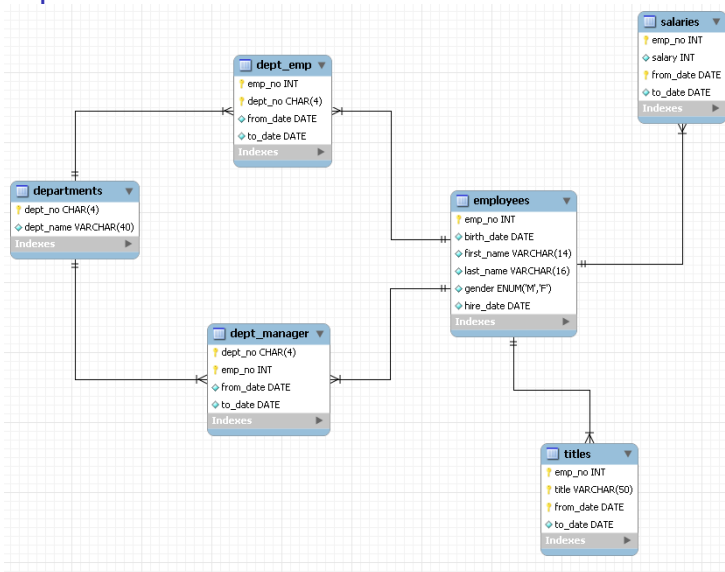 salaries
emp_no INT
salary INT
from_date DATE
to_date DATE
Indexes
dept_emp
emp_no INT
dept_no CHAR(4)
from_date DATE
to_date DATE
Indexes
departments
dept_no CHAR(4)
dept_name VARCHAR(40)
Indexes
employees
emp_no INT
birth_date DATE
first_name VARCHAR(14)
last_name VARCHAR(16)
gender ENUM('M','F')
hire_date DATE
Indexes
dept_manager
dept_no CHAR(4)
emp_no INT
from_date DATE
to_date DATE
Indexes
titles
emp_no INT
title VARCHAR(50)
from_date DATE
to_date DATE
Indexes